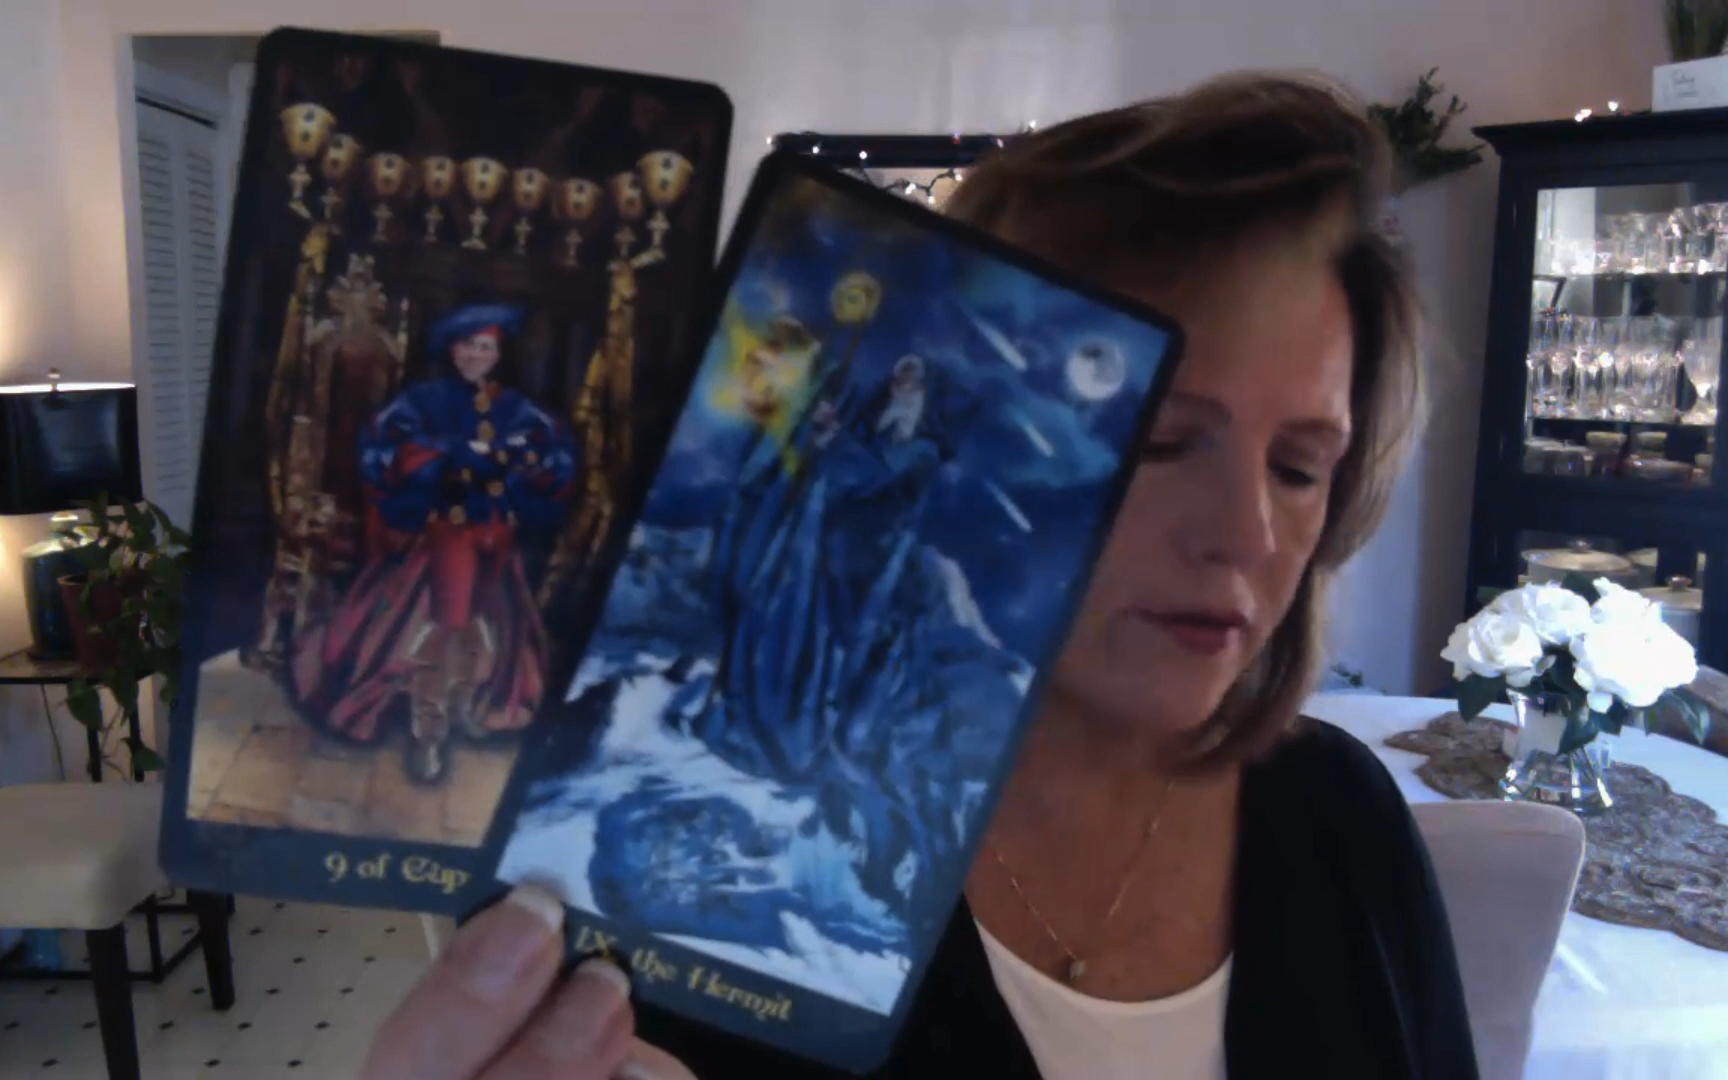 9 of Cup
IX the Hermit